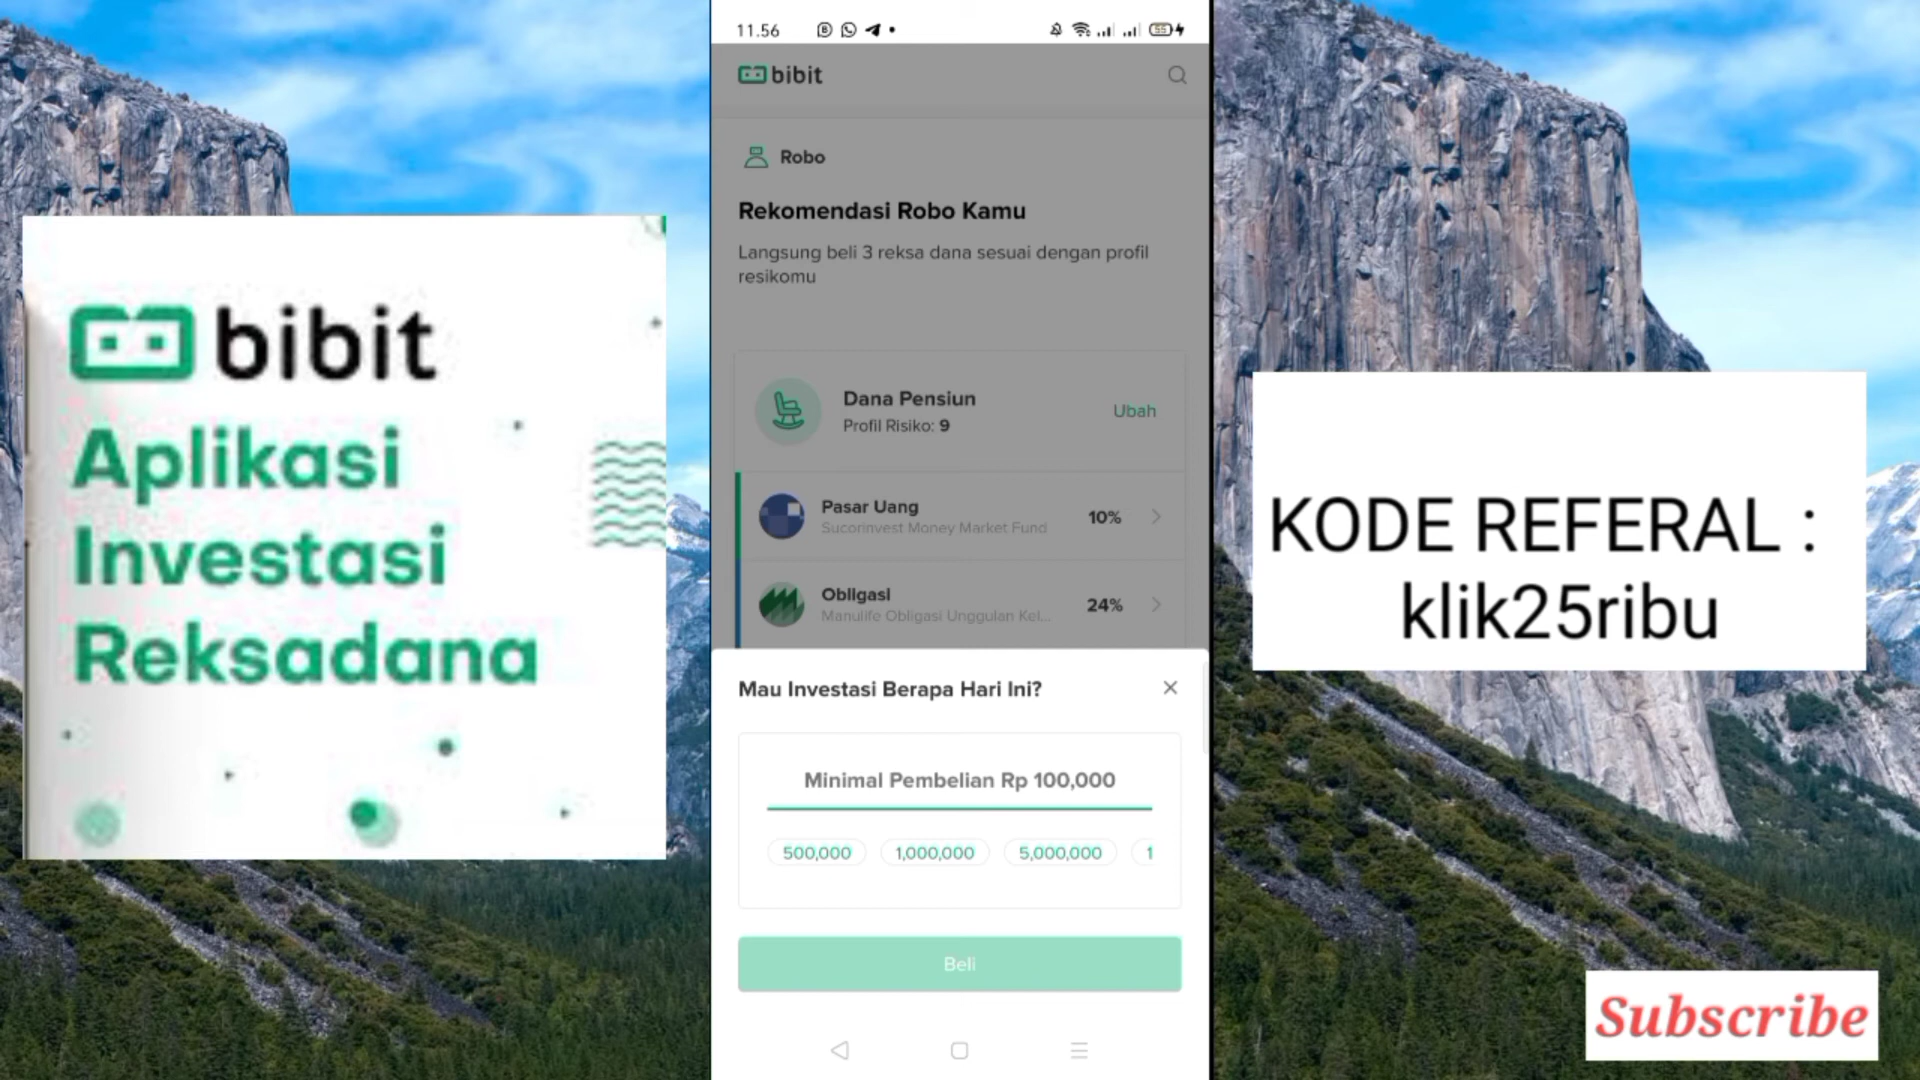 bibit
Aplikasi
Investasi
Reksadana
11.56
55
bibit
Robo
Rekomendasi Robo Kamu
Langsung beli 3 reksa dana sesuai dengan profil
resikomu
Dana Pensiun
Profil Risiko: 9
Ubah
Pasar Uang
Sucorinvest Money Market Fund
10%
Obligasi
Manulife Obligasi Unggulan Kel...
24%
Mau Investasi Berapa Hari Ini?
Minimal Pembelian Rp 100,000
500,000 1,000,000 5,000,000 1
Beli
KODE REFERAL :
klik25ribu
Subscribe